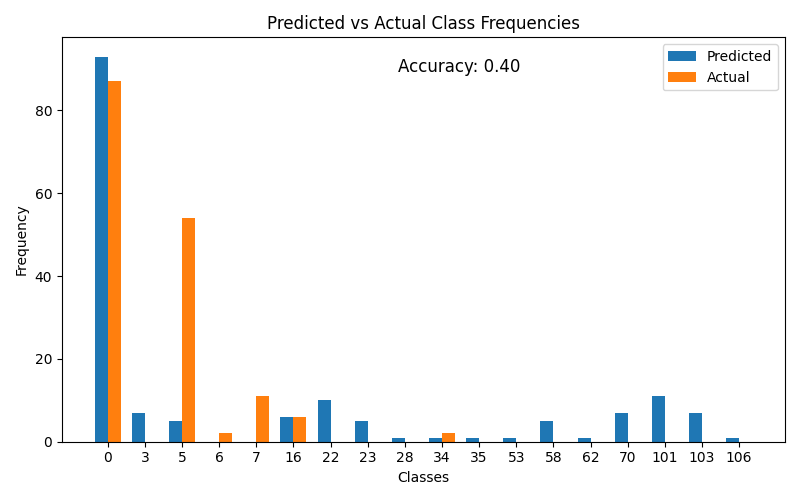 Predicted vs Actual Class Frequencies
Accuracy: 0.40
Predicted
Actual
Frequency
80
60
40
20
0
0 3 5 6 7 16 22 23 28 34 35 53 58 62 70 101 103 106
Classes